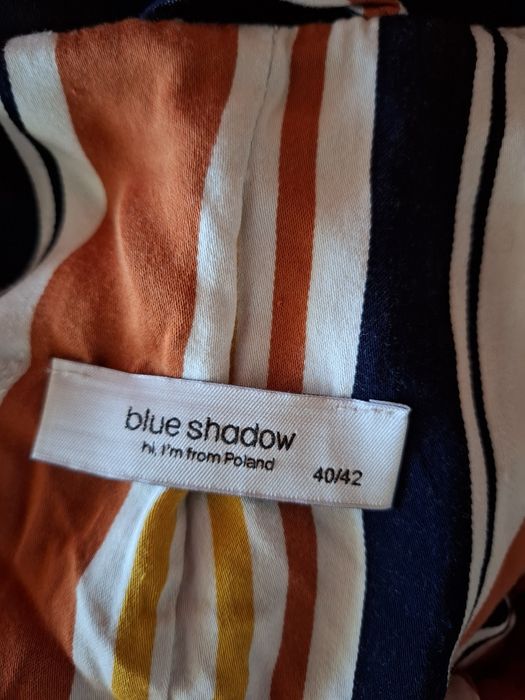 blue shadow
hi, I'm from Poland
40/42